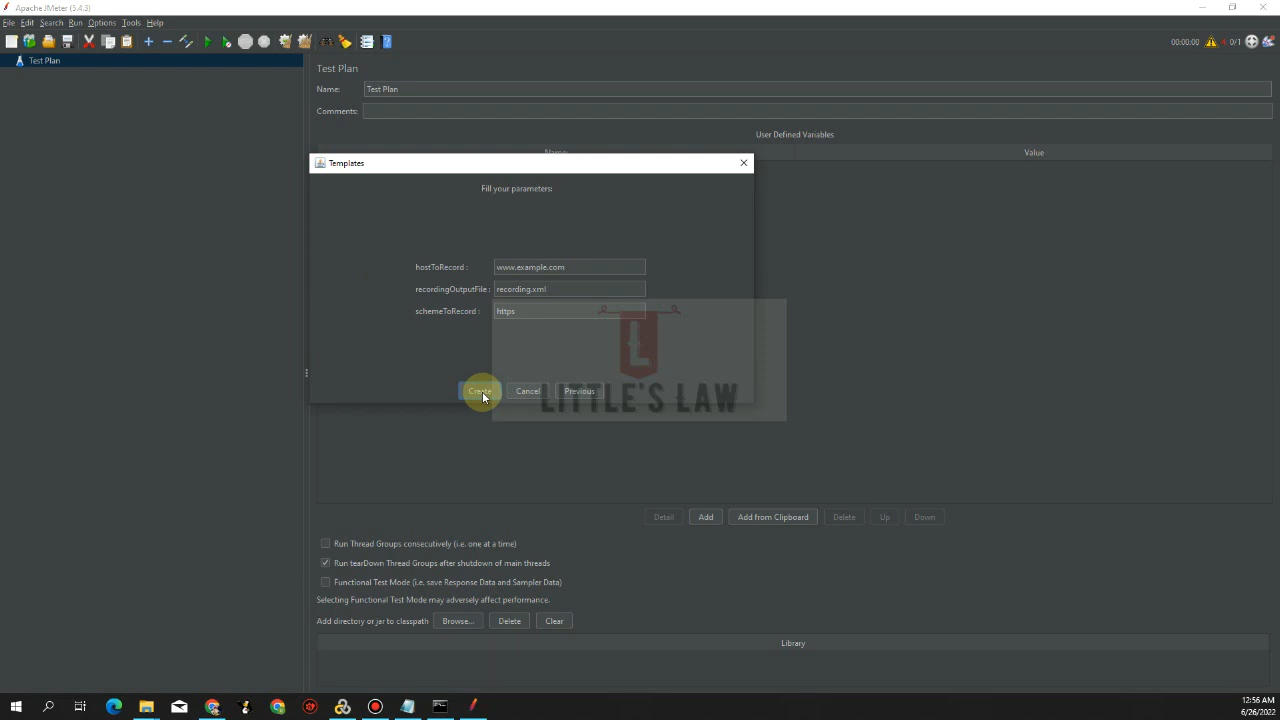 Apache JMeter (5.4.3)
File Edit Search Run Options Tools Help
00:00:00 4 0/1
Test Plan
Test Plan
Name: Test Plan
Comments:
User Defined Variables
Name: Value
Templates
Fill your parameters:
hostToRecord : www.example.com
recordingOutputFile : recording.xml
schemeToRecord : https
Create Cancel Previous
L
LITTLE'S LAW
Detail Add Add from Clipboard Delete Up Down
Run Thread Groups consecutively (i.e. one at a time)
Run tearDown Thread Groups after shutdown of main threads
Functional Test Mode (i.e. save Response Data and Sampler Data)
Selecting Functional Test Mode may adversely affect performance.
Add directory or jar to classpath Browse... Delete Clear
Library
12:56 AM
6/26/2022